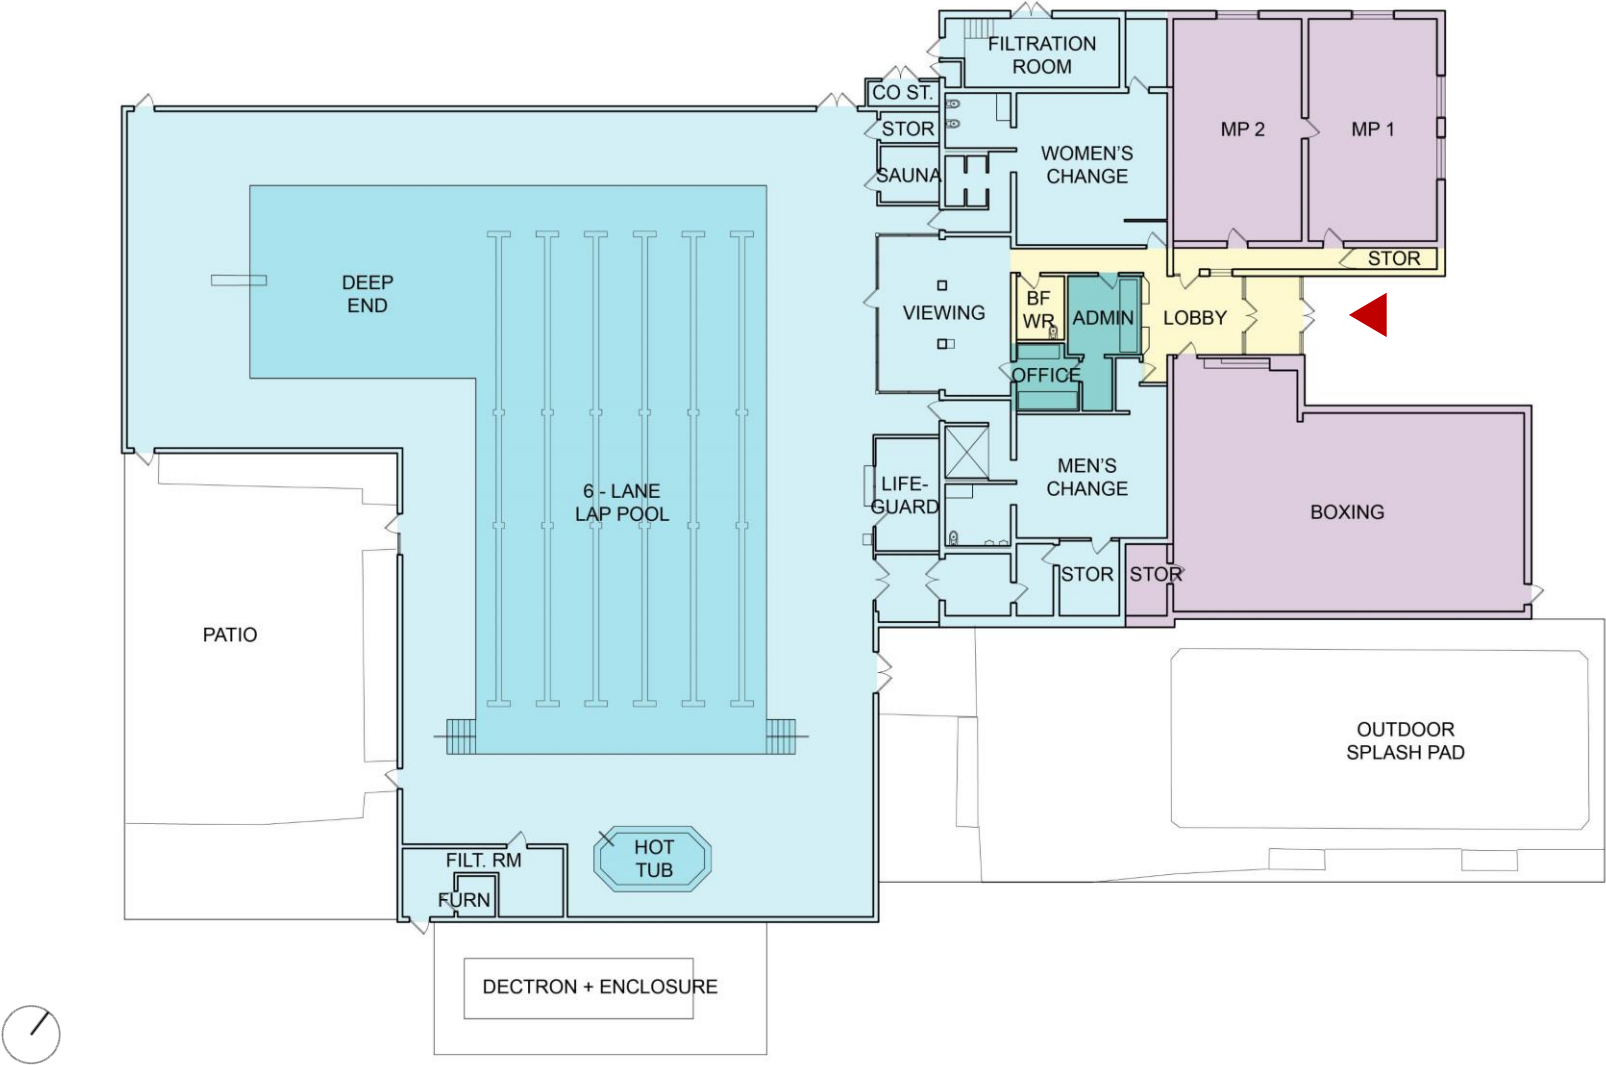 FILTRATION
ROOM
CO ST.
STOR
SAUNA
WOMEN'S
CHANGE
MP 2
MP 1
STOR
DEEP
END
VIEWING
BF
WR
ADMIN
LOBBY
OFFICE
6 - LANE
LAP POOL
LIFE-
GUARD
MEN'S
CHANGE
BOXING
STOR
STOR
PATIO
OUTDOOR
SPLASH PAD
HOT
TUB
FILT. RM
FURN
DECTRON + ENCLOSURE